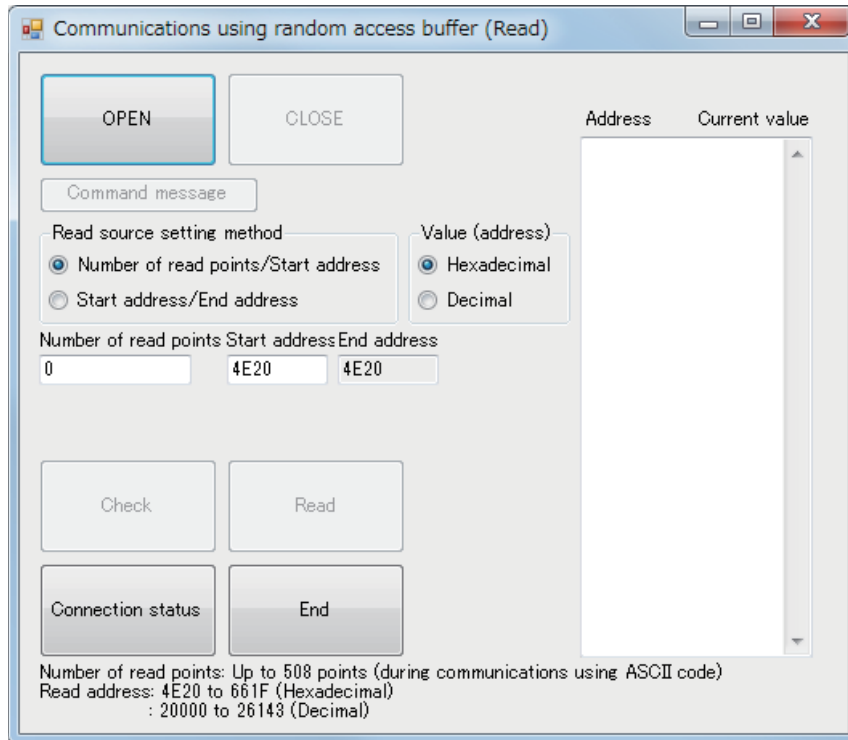 Communications using random access buffer (Read)
OPEN
CLOSE
Address
Current value
Command message
Read source setting method
Value (address)
Number of read points/Start address
Hexadecimal
Start address/End address
Decimal
Number of read points Start address End address
0
4E20
4E20
Check
Read
Connection status
End
Number of read points: Up to 508 points (during communications using ASCII code)
Read address: 4E20 to 661F (Hexadecimal)
: 20000 to 26143 (Decimal)